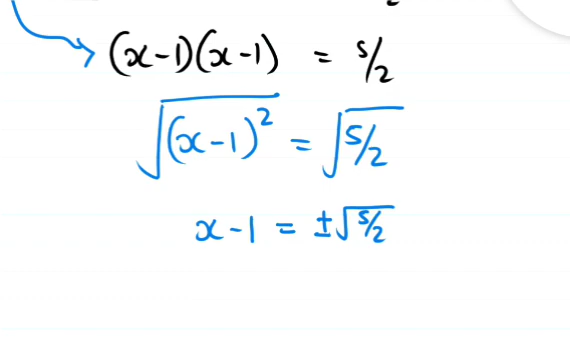 (x-1)(x-1) = 5/2
√(x-1)² = √5/2
x-1 = ±√5/2